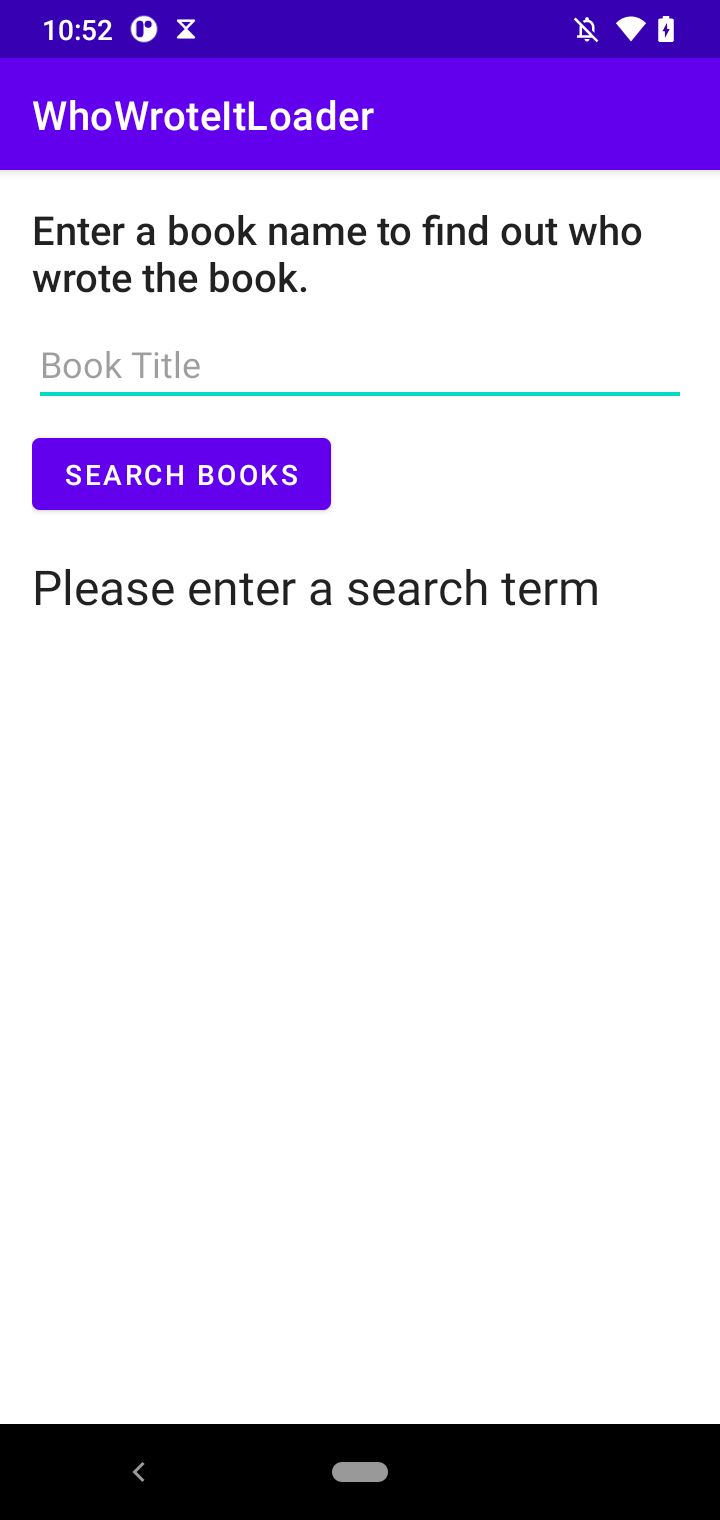 10:52
WhoWroteItLoader
Enter a book name to find out who
wrote the book.
Book Title
SEARCH BOOKS
Please enter a search term